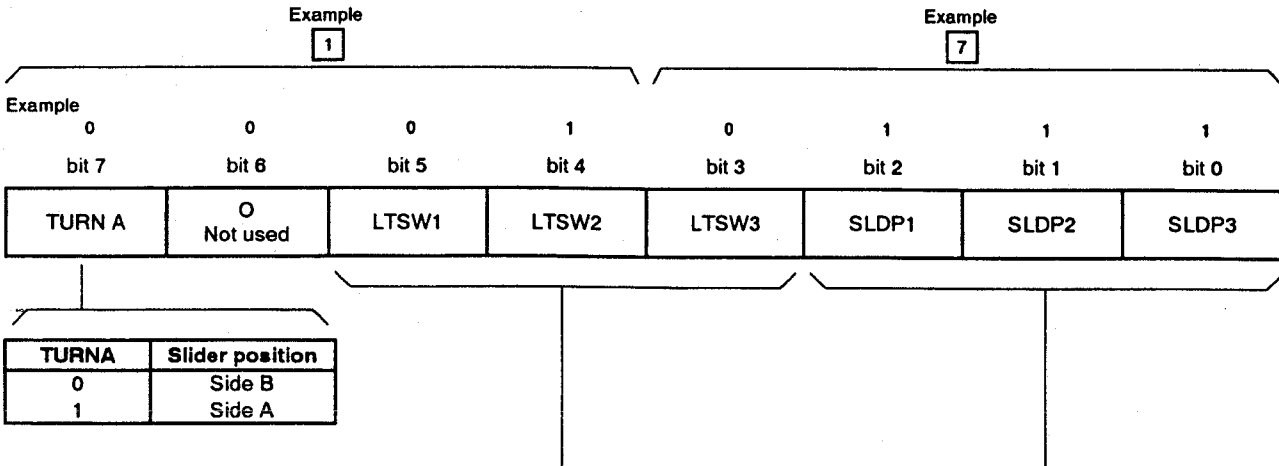 Example Example
1 7
Example
0 0 0 1 0 1 1 1
bit 7 bit 6 bit 5 bit 4 bit 3 bit 2 bit 1 bit 0
TURN A O Not used LTSW1 LTSW2 LTSW3 SLDP1 SLDP2 SLDP3
TURNA Slider position
0 Side B
1 Side A